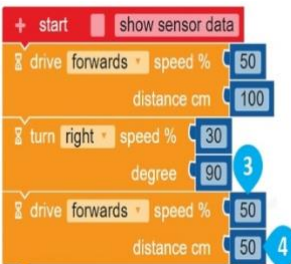 + start show sensor data
drive forwards speed % 50
distance cm 100
turn right speed % 30
degree 90
3
drive forwards speed % 50
distance cm 50
4